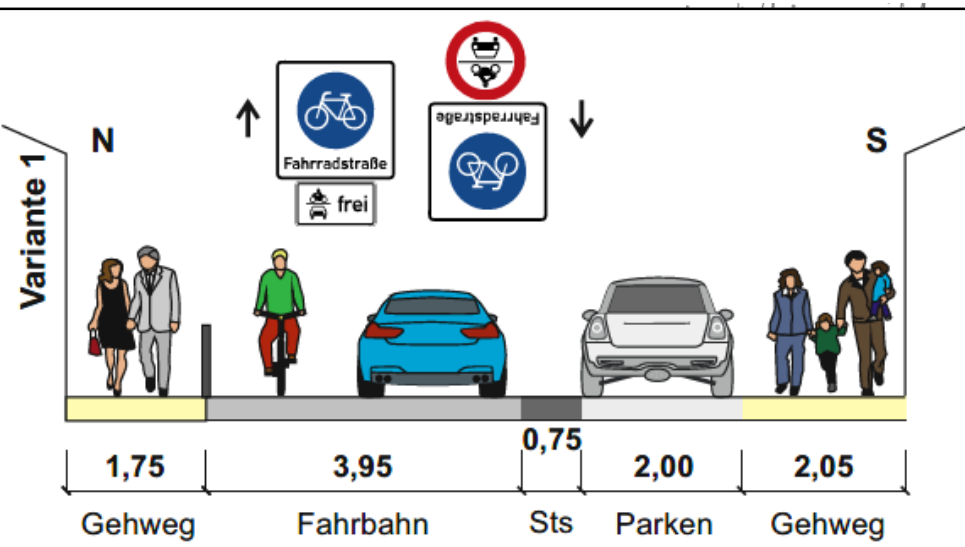 Variante 1
N
S
Fahrradstraße
frei
Fahrradstraße
1,75
3,95
0,75
2,00
2,05
Gehweg
Fahrbahn
Sts
Parken
Gehweg